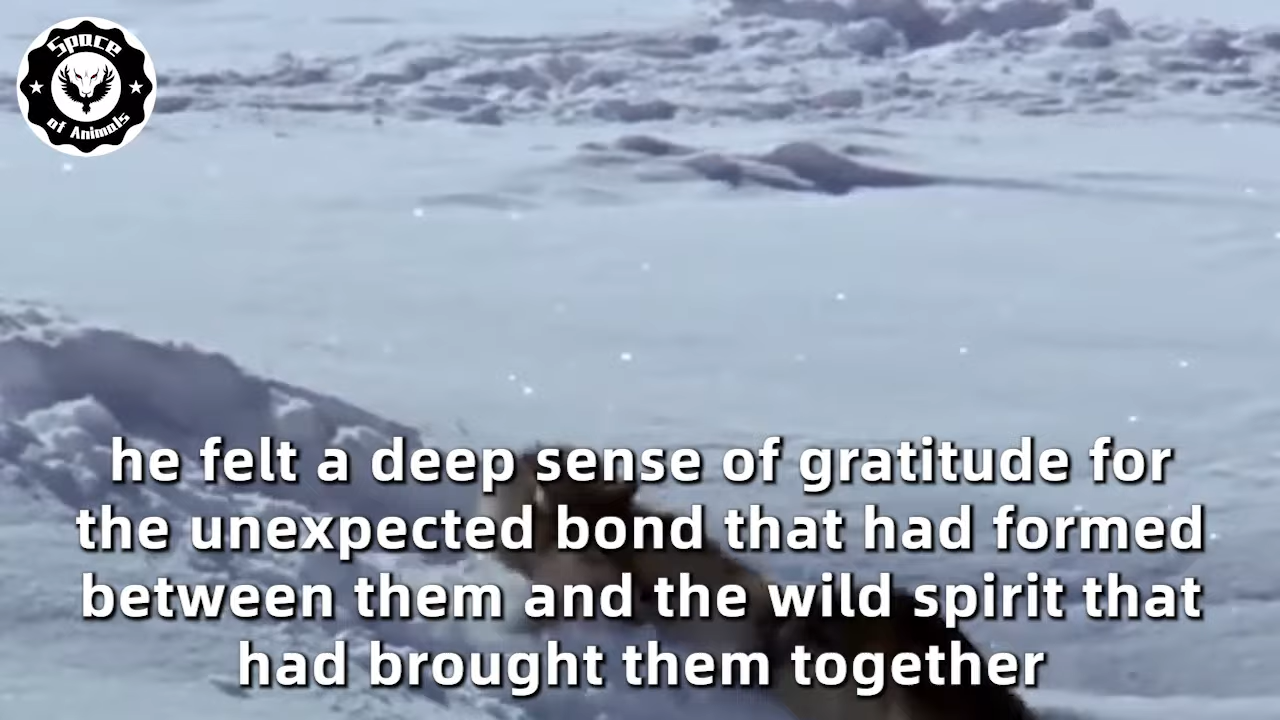 Space
of Animals
he felt a deep sense of gratitude for
the unexpected bond that had formed
between them and the wild spirit that
had brought them together